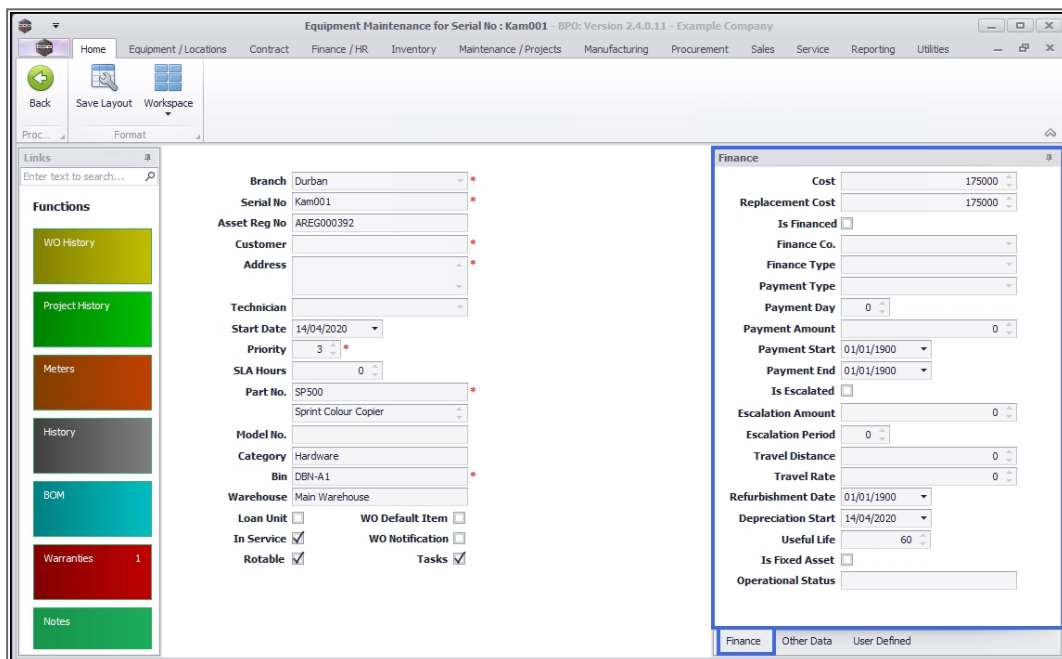 Equipment Maintenance for Serial No : Kam001 - BPO: Version 2.4.0.11 - Example Company
Home Equipment / Locations Contract Finance / HR Inventory Maintenance / Projects Manufacturing Procurement Sales Service Reporting Utilities
Back Save Layout Workspace
Proc... Format
Links
Enter text to search...
Functions
WO History
Project History
Meters
History
BOM
Warranties 1
Notes
Branch Durban *
Serial No Kam001 *
Asset Reg No AREG000392
Customer *
Address *
Technician
Start Date 14/04/2020
Priority 3 *
SLA Hours 0
Part No. SP500 *
Sprint Colour Copier
Model No.
Category Hardware
Bin DBN-A1 *
Warehouse Main Warehouse
Loan Unit WO Default Item
In Service WO Notification
Rotable Tasks
Finance
Cost 175000
Replacement Cost 175000
Is Financed
Finance Co.
Finance Type
Payment Type
Payment Day 0
Payment Amount 0
Payment Start 01/01/1900
Payment End 01/01/1900
Is Escalated
Escalation Amount 0
Escalation Period 0
Travel Distance 0
Travel Rate 0
Refurbishment Date 01/01/1900
Depreciation Start 14/04/2020
Useful Life 60
Is Fixed Asset
Operational Status
Finance Other Data User Defined